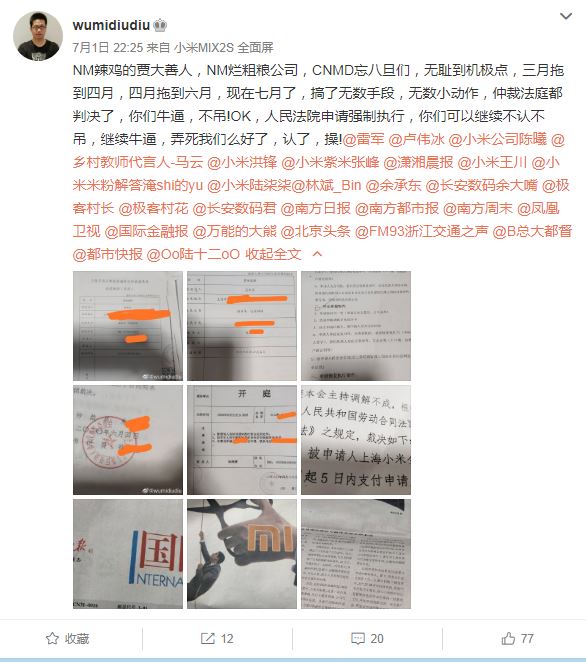 wumidiudiu
7月1日 22:25 来自 小米MIX2S 全面屏
NM辣鸡的贾大善人，NM烂粗粮公司，CNMD忘八旦们，无耻到机极点，三月拖
到四月，四月拖到六月，现在七月了，搞了无数手段，无数小动作，仲裁法庭都
判决了，你们牛逼，不吊!OK，人民法院申请强制执行，你们可以继续不认不
吊，继续牛逼，弄死我们么好了，认了，操!@雷军 @卢伟冰 @小米公司陈曦 @
乡村教师代言人-马云 @小米洪锋 @小米紫米张峰 @潇湘晨报 @小米王川 @小
米米粉解答淹shi的yu @小米陆柒柒@林斌_Bin @余承东 @长安数码余大嘴 @极
客村长 @极客花花 @长安数码君 @南方日报 @南方都市报 @南方周末 @凤凰
卫视 @国际金融报 @万能的大熊 @北京头条 @FM93浙江交通之声 @B总大都督
@都市快报 @Oo陆十二oO 收起全文
@wumidiudiu
开 庭
本会主持调解不成，根
人民共和国劳动合同法
法》之规定，裁决如下
被申请人上海小米
起5日内支付申请
二〇二〇年六月
@wumidiudiu
国
INTERNA
MI
收藏
12
20
77